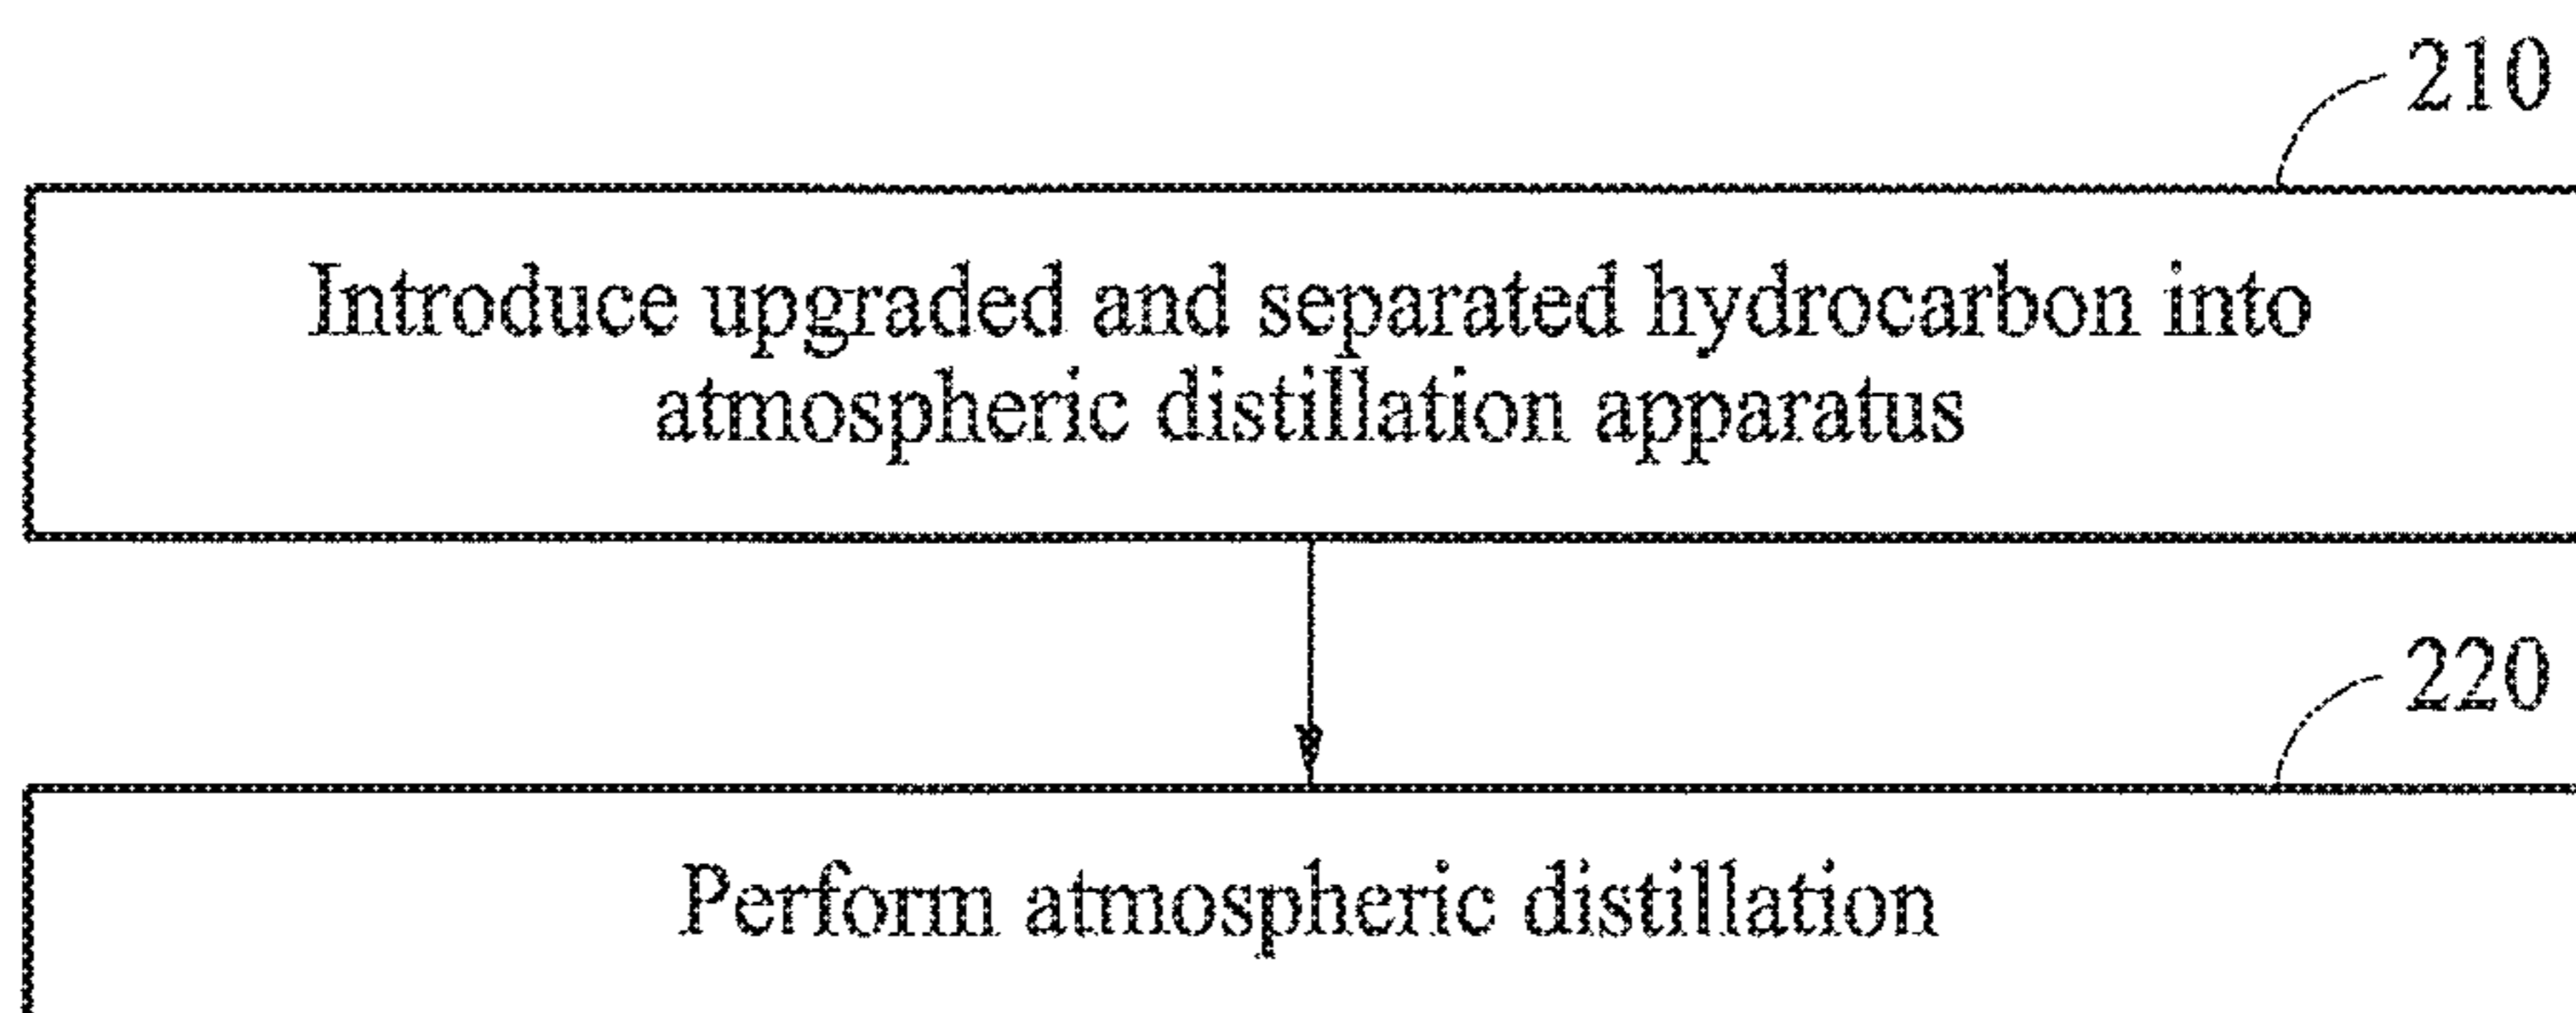 210
Introduce upgraded and separated hydrocarbon into
atmospheric distillation apparatus
220
Perform atmospheric distillation